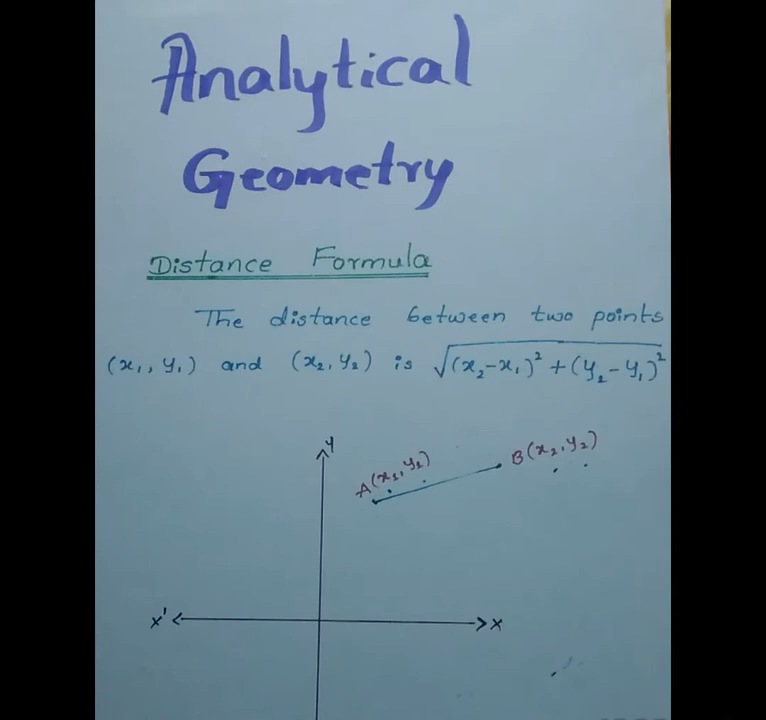 Analytical
Geometry
Distance Formula
The distance between two points
(x₁, y₁) and (x₂, y₂) is √(x₂-x₁)² + (y₂-y₁)²
Y
A(x₁, y₁) B(x₂, y₂)
X' X